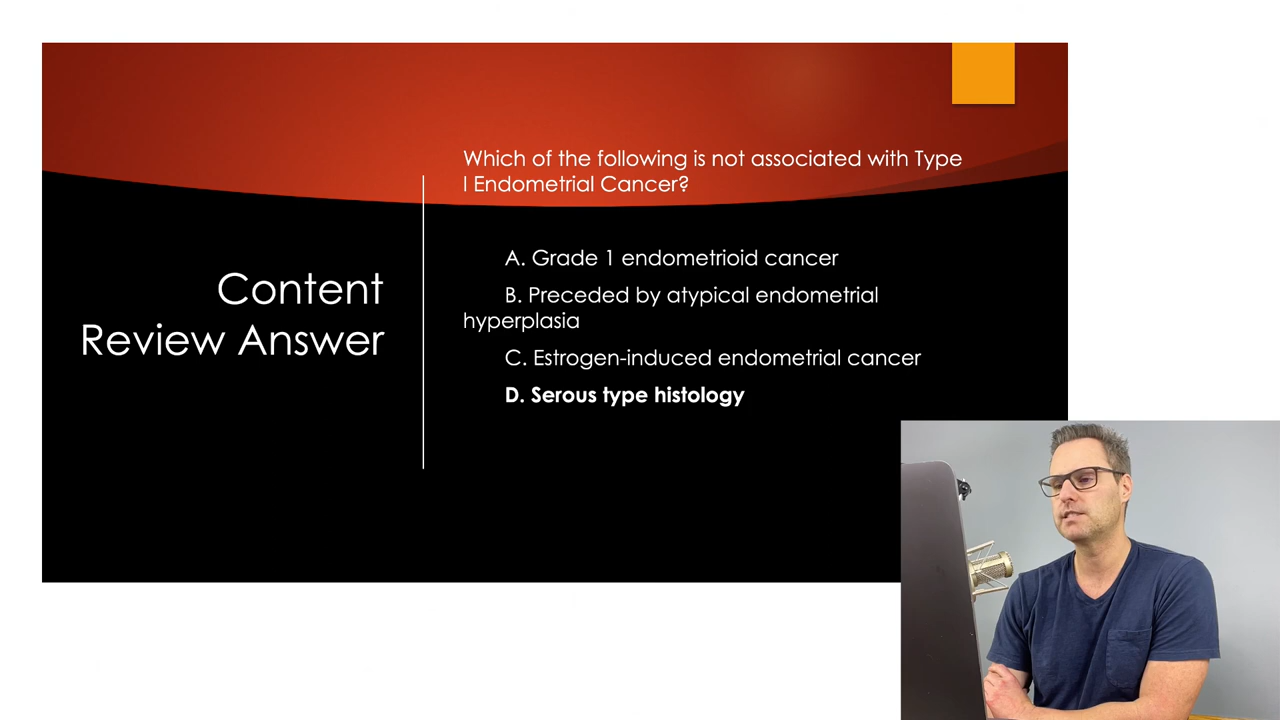 Content
Review Answer
Which of the following is not associated with Type
I Endometrial Cancer?
A. Grade 1 endometrioid cancer
B. Preceded by atypical endometrial
hyperplasia
C. Estrogen-induced endometrial cancer
D. Serous type histology